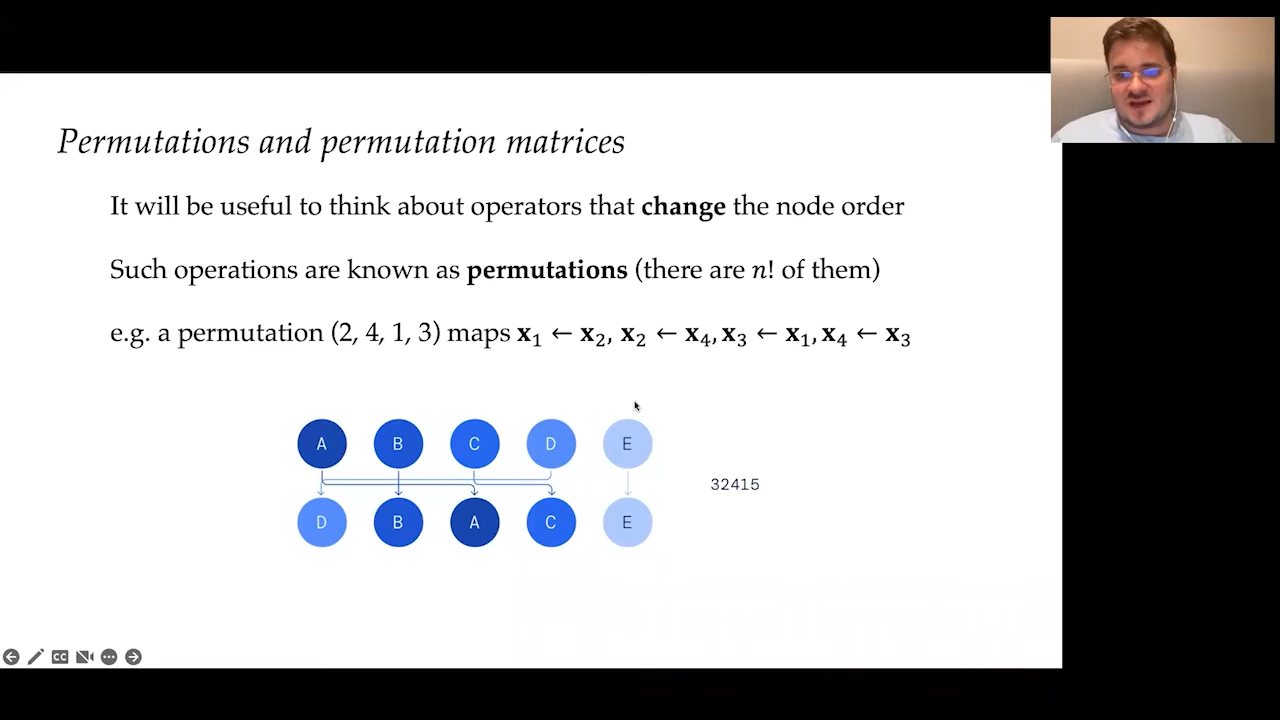 Permutations and permutation matrices
It will be useful to think about operators that change the node order
Such operations are known as permutations (there are n! of them)
e.g. a permutation (2, 4, 1, 3) maps x₁ ← x₂, x₂ ← x₄, x₃ ← x₁, x₄ ← x₃
A B C D E
32415
D B A C E
CC